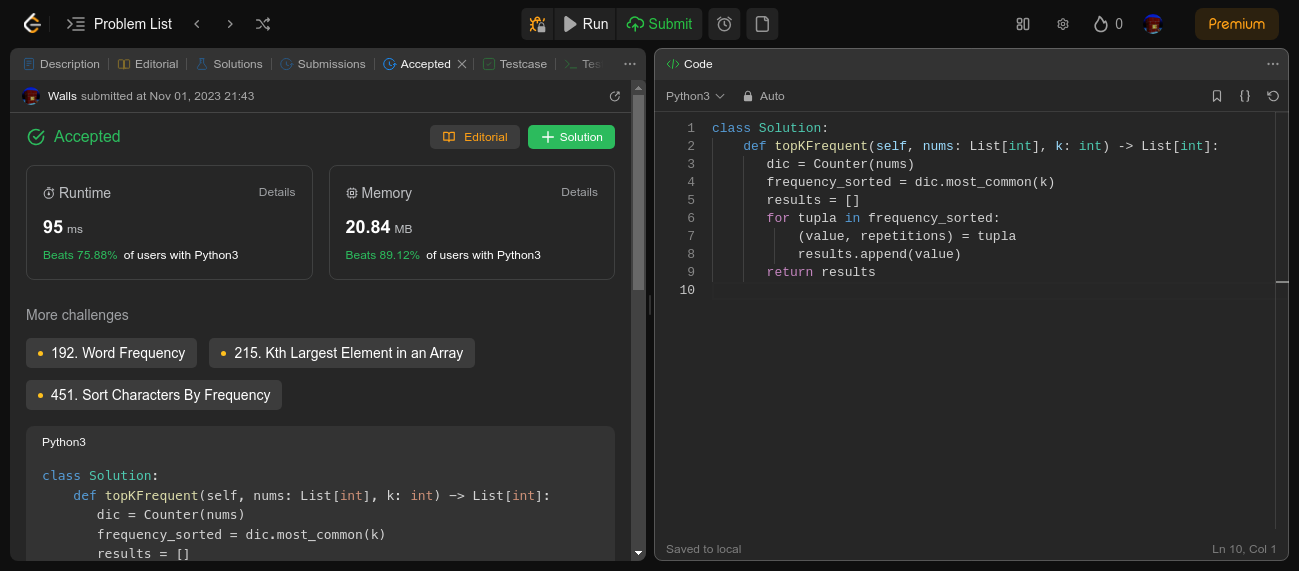 Problem List
Run
Submit
0
Premium
Description
Editorial
Solutions
Submissions
Accepted
Testcase
Walls submitted at Nov 01, 2023 21:43
Accepted
Editorial
Solution
Runtime
Details
95 ms
Beats 75.88% of users with Python3
Memory
Details
20.84 MB
Beats 89.12% of users with Python3
More challenges
192. Word Frequency
215. Kth Largest Element in an Array
451. Sort Characters By Frequency
Python3
class Solution:
    def topKFrequent(self, nums: List[int], k: int) -> List[int]:
       dic = Counter(nums)
       frequency_sorted = dic.most_common(k)
       results = []
Code
Python3
Auto
1 class Solution:
2     def topKFrequent(self, nums: List[int], k: int) -> List[int]:
3        dic = Counter(nums)
4        frequency_sorted = dic.most_common(k)
5        results = []
6        for tupla in frequency_sorted:
7            (value, repetitions) = tupla
8            results.append(value)
9        return results
10
Saved to local
Ln 10, Col 1